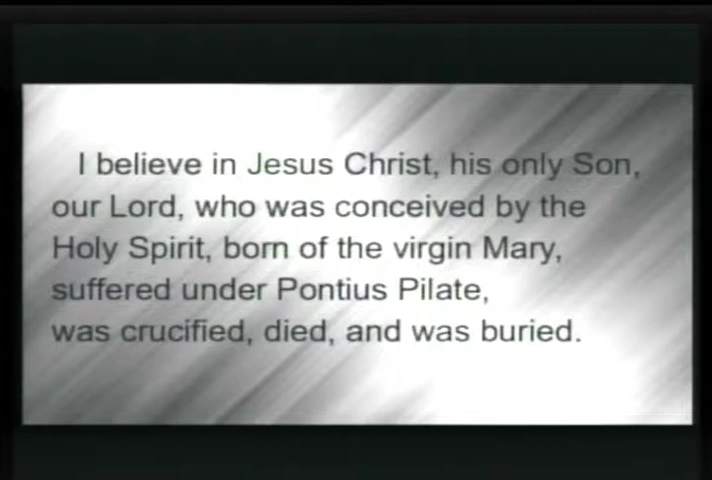 I believe in Jesus Christ, his only Son,
our Lord, who was conceived by the
Holy Spirit, born of the virgin Mary,
suffered under Pontius Pilate,
was crucified, died, and was buried.